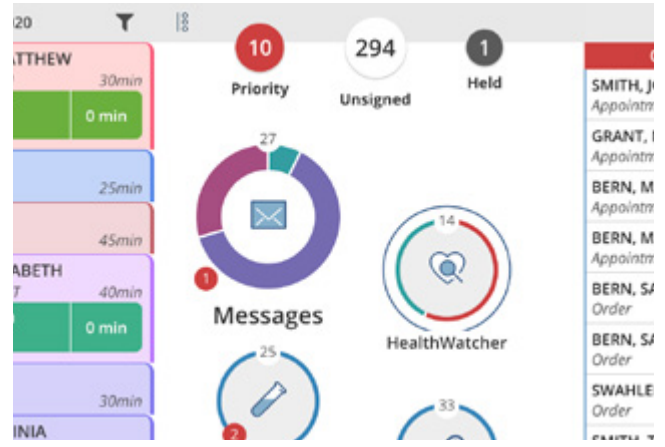 20
TTHEW
30min
0 min
25min
45min
ABETH
T
40min
0 min
30min
INIA
10
Priority
294
Unsigned
1
Held
27
1
Messages
14
HealthWatcher
25
2
33
SMITH, J
Appointm
GRANT,
Appointm
BERN, M
Appointm
BERN, M
Appointm
BERN, SA
Order
BERN, SA
Order
SWAHLE
Order
SMITH, T